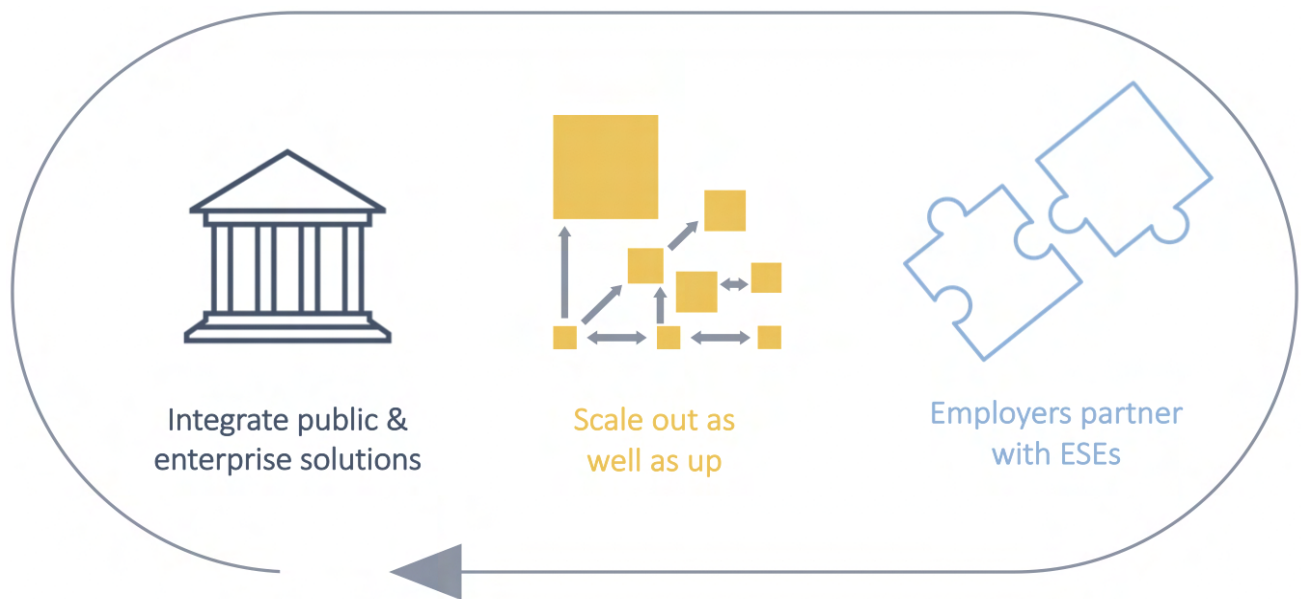 Integrate public &
enterprise solutions
Scale out as
well as up
Employers partner
with ESEs